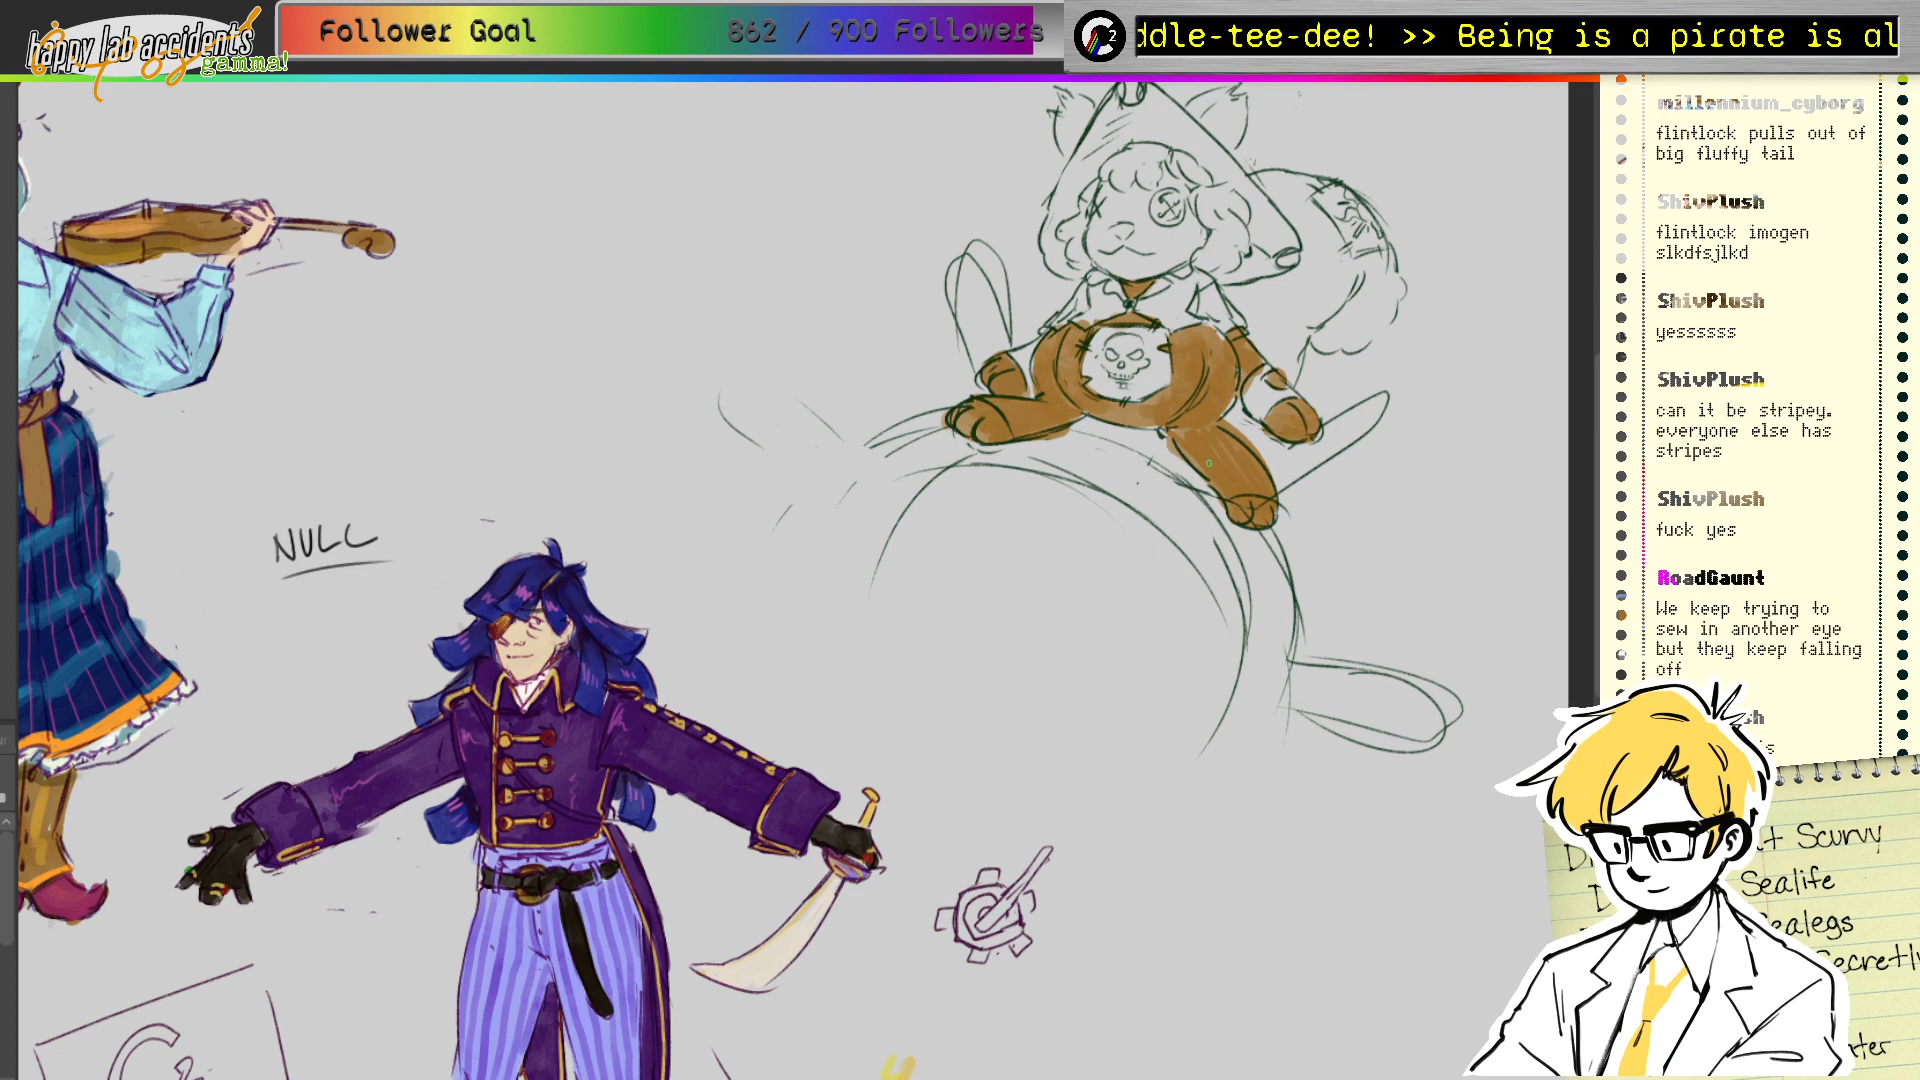 happy lab accidents
gamma!
Follower Goal
862 / 900 Followers
ddle-tee-dee! >> Being is a pirate is al
millennium_cyborg
flintlock pulls out of
big fluffy tail
ShivPlush
flintlock imogen
slkdfsjlkd
ShivPlush
yessssss
ShivPlush
can it be stripey.
everyone else has
stripes
ShivPlush
fuck yes
RoadGaunt
We keep trying to
sew in another eye
but they keep falling
off
NULL
Scurvy
Sealife